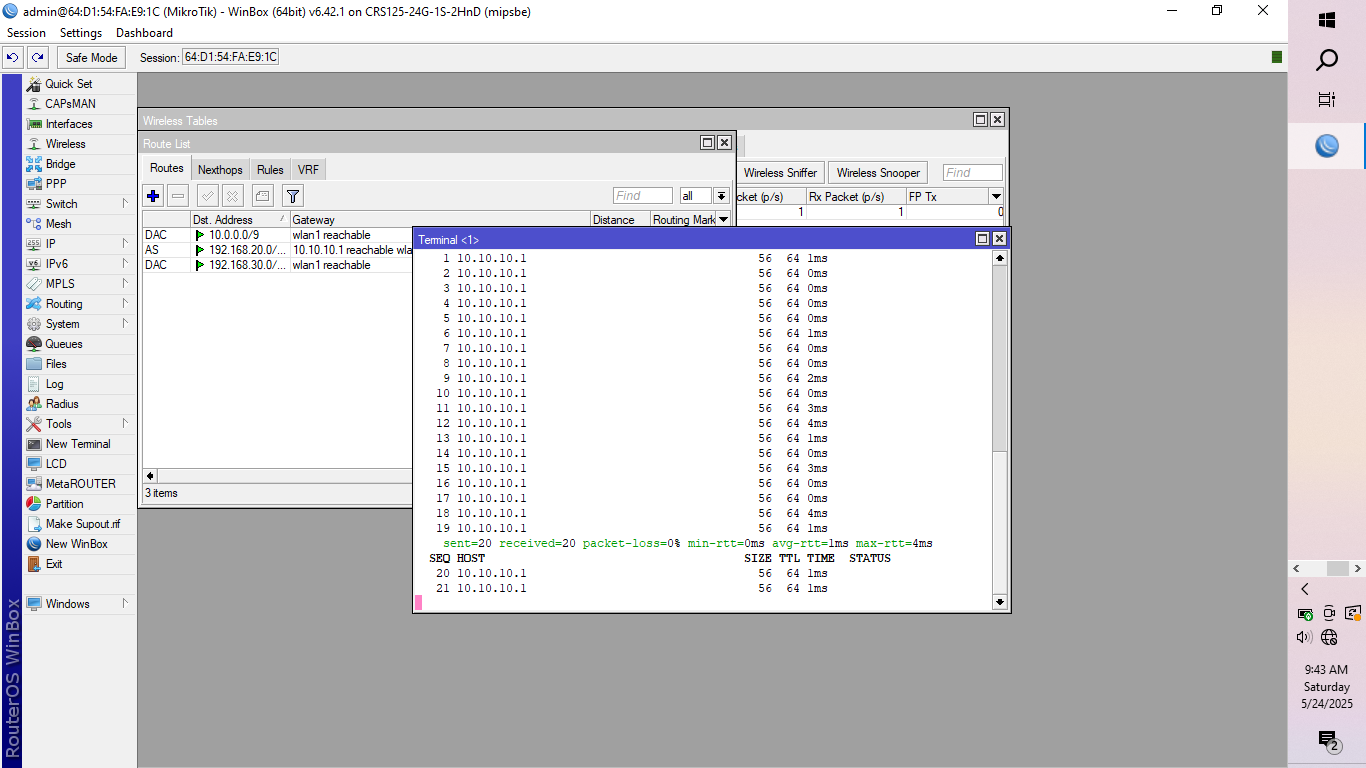 admin@64:D1:54:FA:E9:1C (MikroTik) - WinBox (64bit) v6.42.1 on CRS125-24G-1S-2HnD (mipsbe)
Session Settings Dashboard
Safe Mode Session: 64:D1:54:FA:E9:1C
Quick Set
CAPsMAN
Interfaces
Wireless
Bridge
PPP
Switch
Mesh
IP
IPv6
MPLS
Routing
System
Queues
Files
Log
Radius
Tools
New Terminal
LCD
MetaROUTER
Partition
Make Supout.rif
New WinBox
Exit
Windows
RouterOS WinBox
Wireless Tables
Wireless Sniffer Wireless Snooper Find
cket (p/s) Rx Packet (p/s) FP Tx
1 1 0
Route List
Routes Nexthops Rules VRF
Find all
Dst. Address Gateway Distance Routing Mark
DAC 10.0.0.0/9 wlan1 reachable
AS 192.168.20.0/... 10.10.10.1 reachable wla
DAC 192.168.30.0/... wlan1 reachable
3 items
Terminal <1>
1 10.10.10.1 56 64 1ms
2 10.10.10.1 56 64 0ms
3 10.10.10.1 56 64 0ms
4 10.10.10.1 56 64 0ms
5 10.10.10.1 56 64 0ms
6 10.10.10.1 56 64 1ms
7 10.10.10.1 56 64 0ms
8 10.10.10.1 56 64 0ms
9 10.10.10.1 56 64 2ms
10 10.10.10.1 56 64 0ms
11 10.10.10.1 56 64 3ms
12 10.10.10.1 56 64 4ms
13 10.10.10.1 56 64 1ms
14 10.10.10.1 56 64 0ms
15 10.10.10.1 56 64 3ms
16 10.10.10.1 56 64 0ms
17 10.10.10.1 56 64 0ms
18 10.10.10.1 56 64 4ms
19 10.10.10.1 56 64 1ms
sent=20 received=20 packet-loss=0% min-rtt=0ms avg-rtt=1ms max-rtt=4ms
SEQ HOST SIZE TTL TIME STATUS
20 10.10.10.1 56 64 1ms
21 10.10.10.1 56 64 1ms
9:43 AM
Saturday
5/24/2025
2